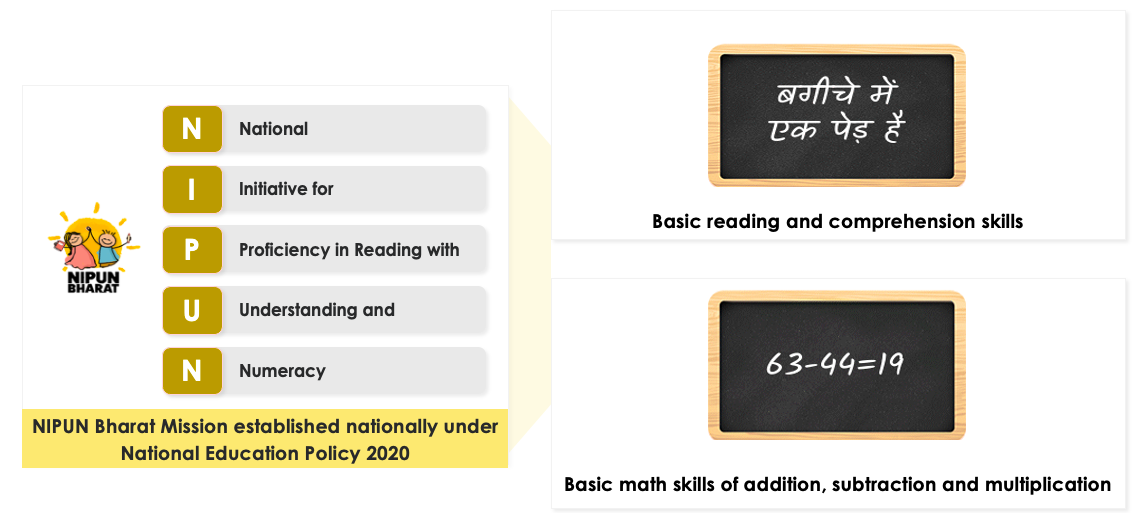 N National
I Initiative for
P Proficiency in Reading with
U Understanding and
N Numeracy
NIPUN
BHARAT
NIPUN Bharat Mission established nationally under
National Education Policy 2020
बगीचे में
एक पेड़ है
Basic reading and comprehension skills
63-44=19
Basic math skills of addition, subtraction and multiplication